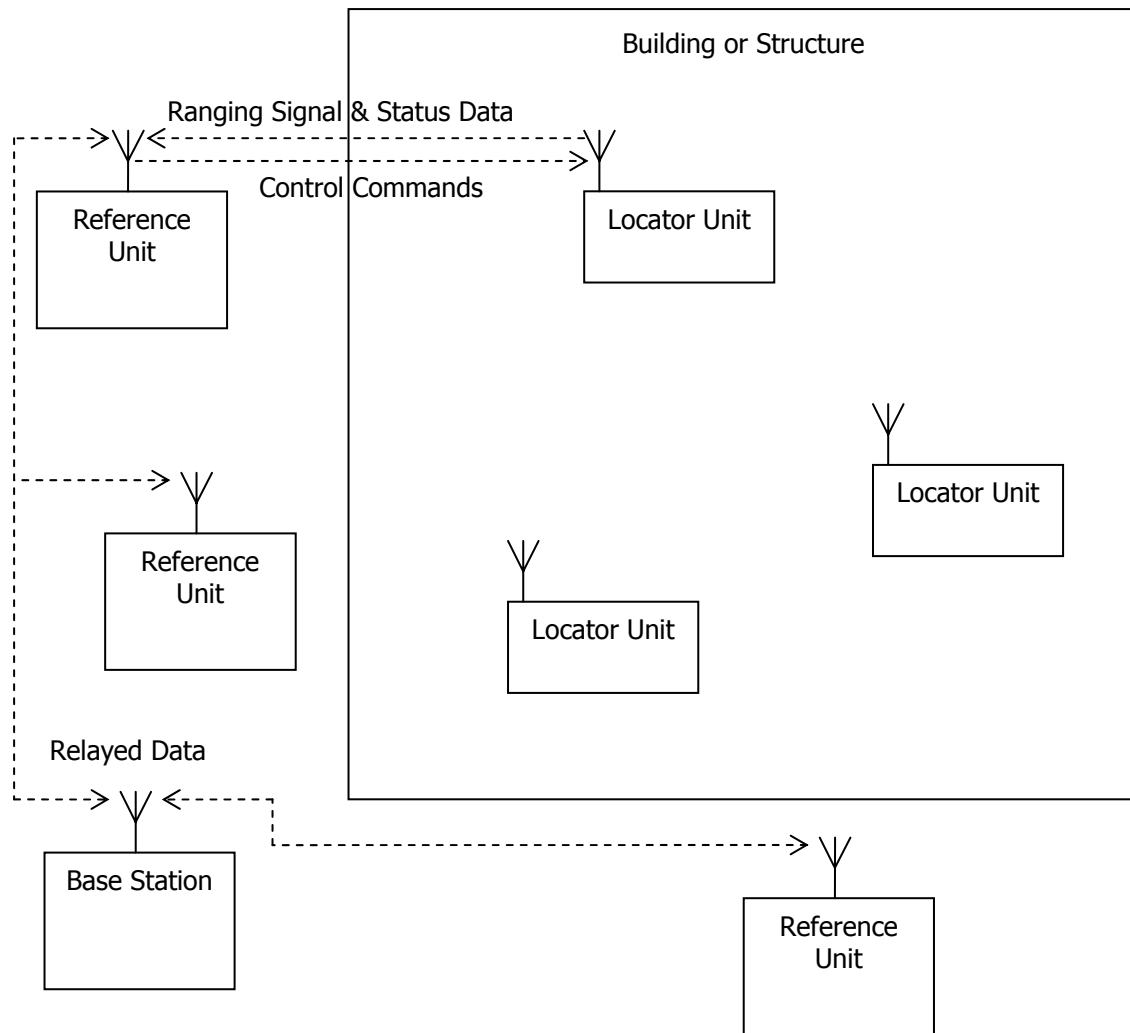 Building or Structure
Ranging Signal & Status Data
Control Commands
Reference
Unit
Locator Unit
Locator Unit
Reference
Unit
Locator Unit
Relayed Data
Base Station
Reference
Unit